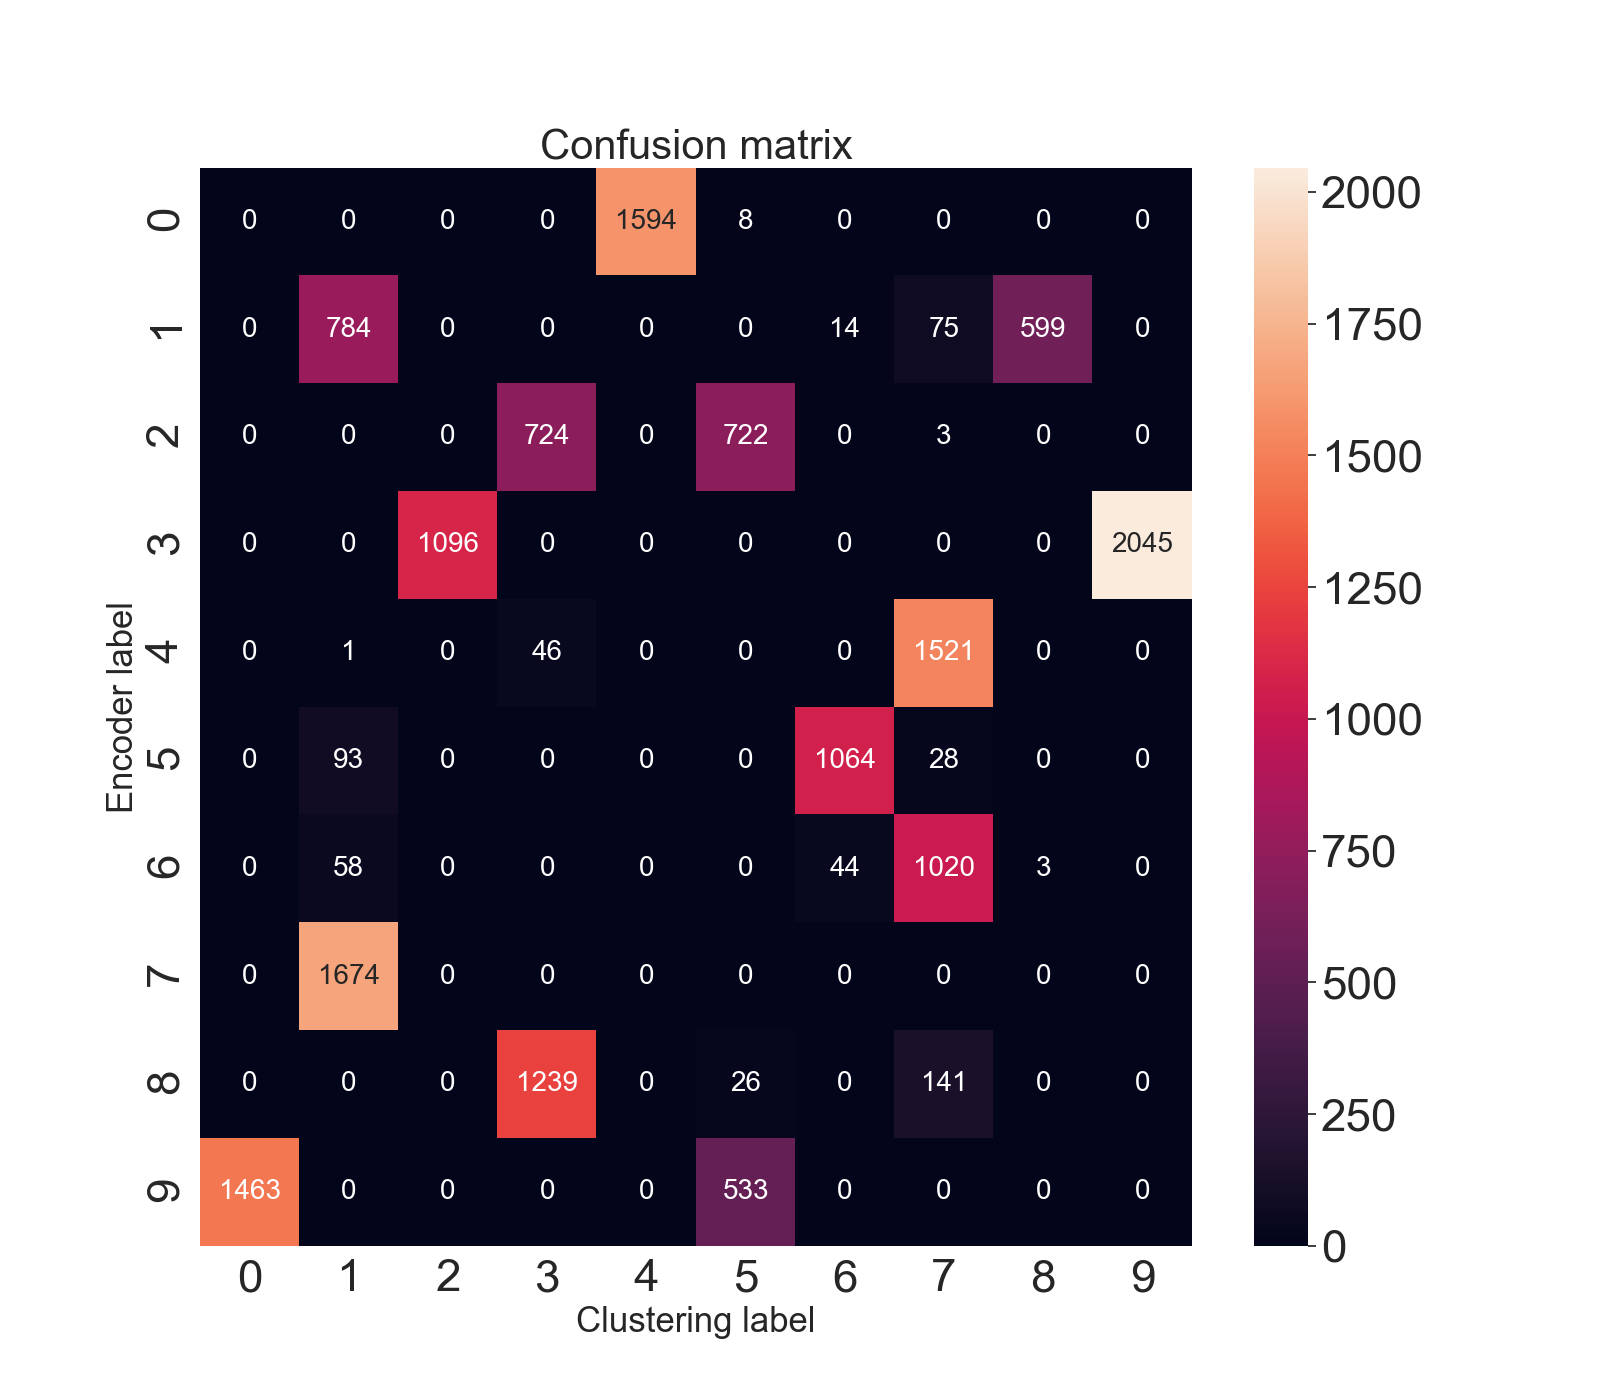 Confusion matrix
0 0 0 0 0 1594 8 0 0 0 0
1 0 784 0 0 0 0 14 75 599 0
2 0 0 0 724 0 722 0 3 0 0
3 0 0 1096 0 0 0 0 0 0 2045
4 0 1 0 46 0 0 0 1521 0 0
5 0 93 0 0 0 0 1064 28 0 0
6 0 58 0 0 0 0 44 1020 3 0
7 0 1674 0 0 0 0 0 0 0 0
8 0 0 0 1239 0 26 0 141 0 0
9 1463 0 0 0 0 533 0 0 0 0
0 1 2 3 4 5 6 7 8 9
Clustering label
Encoder label
2000
1750
1500
1250
1000
750
500
250
0